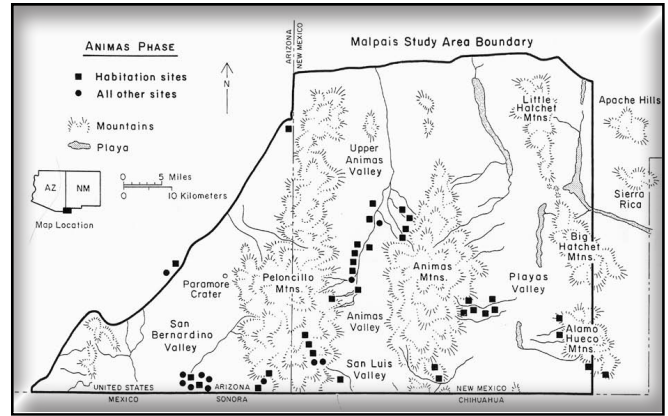 ANIMAS PHASE
Habitation sites
All other sites
Mountains
Playa
AZ
NM
Map Location
0 5 Miles
0 10 Kilometers
N
ARIZONA
NEW MEXICO
Malpais Study Area Boundary
Little
Hatchet
Mtns.
Apache Hills
Upper
Animas
Valley
Sierra
Rica
Big
Hatchet
Mtns.
Paramore
Crater
Peloncillo
Mtns.
Animas
Mtns.
Playas
Valley
San
Bernardino
Valley
Animas
Valley
Alamo
Hueco
Mtns.
San Luis
Valley
UNITED STATES
MEXICO
ARIZONA
SONORA
NEW MEXICO
CHIHUAHUA